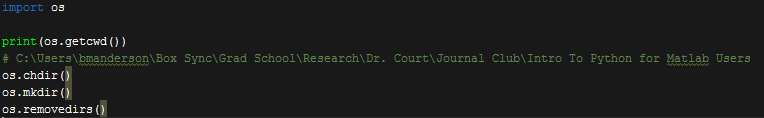 import os
print(os.getcwd())
# C:\Users\bmanderson\Box Sync\Grad School\Research\Dr. Court\Journal Club\Intro To Python for Matlab Users
os.chdir()
os.mkdir()
os.removedirs()